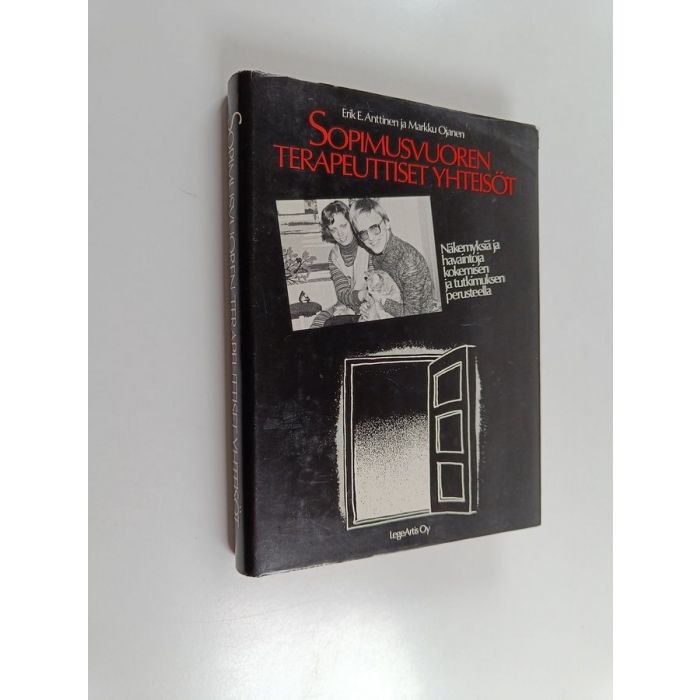 Erik E. Anttinen ja Markku Ojanen
SOPIMUSVUOREN
TERAPEUTTISET YHTEISÖT
Näkemyksiä ja
havaintoja
kokemisen
ja tutkimuksen
perusteella
LegeArtis Oy
SOPIMUSVUOREN TERAPEUTTISET YHTEISÖT